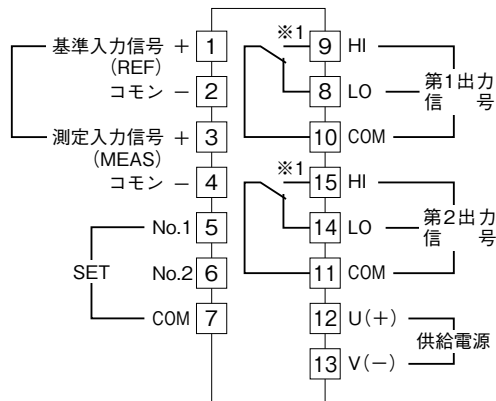 基準入力信号 + 1
(REF)
コモン − 2
測定入力信号 + 3
(MEAS)
コモン − 4
No.1 5
SET No.2 6
COM 7
※1 9 HI
8 LO 第1出力
信　号
10 COM
※1 15 HI
14 LO 第2出力
信　号
11 COM
12 U(+)
供給電源
13 V(−)